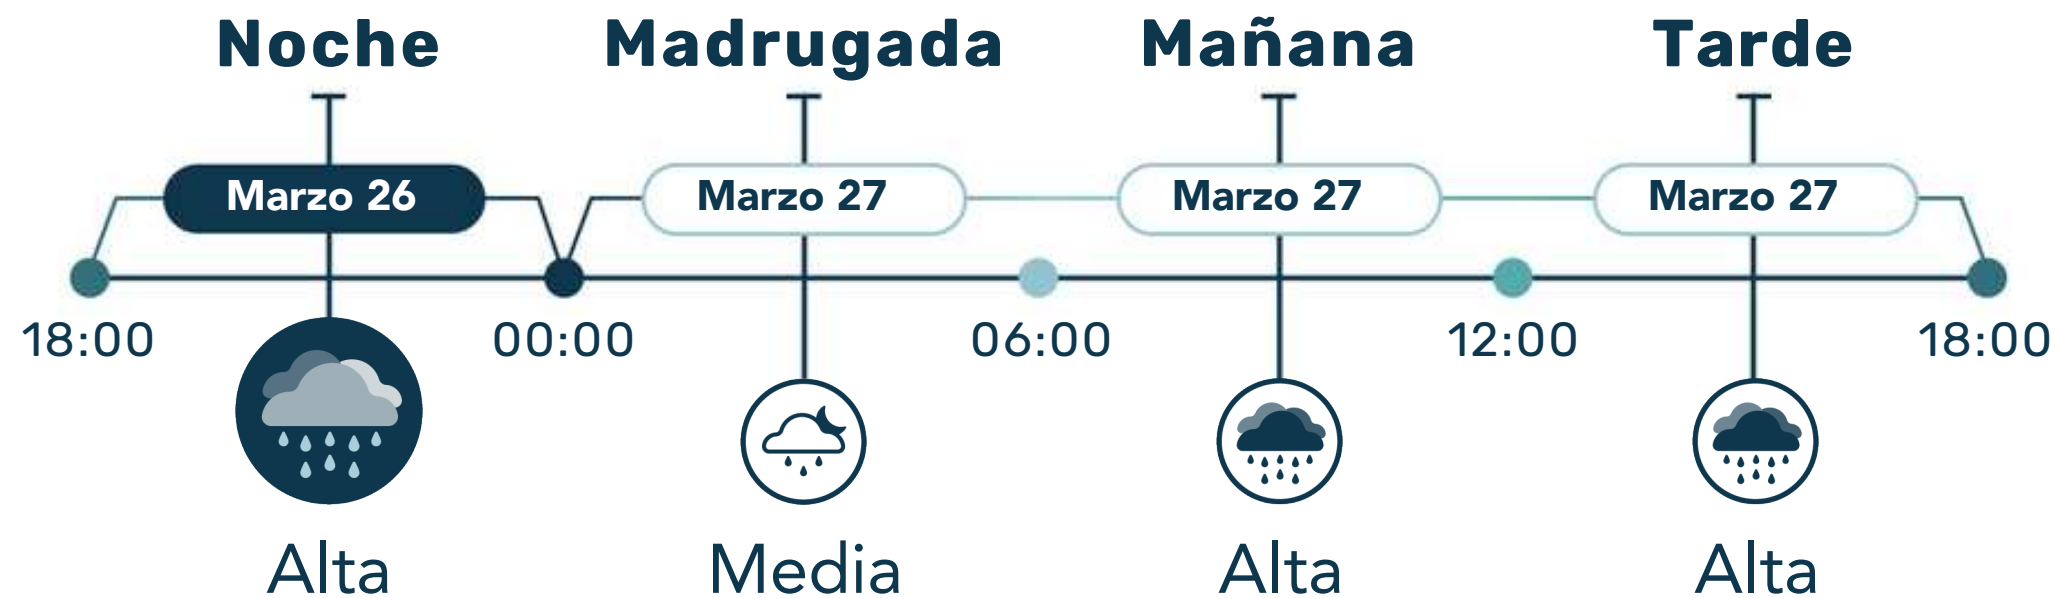 Noche Madrugada Mañana Tarde
Marzo 26 Marzo 27 Marzo 27 Marzo 27
18:00 00:00 06:00 12:00 18:00
Alta Media Alta Alta